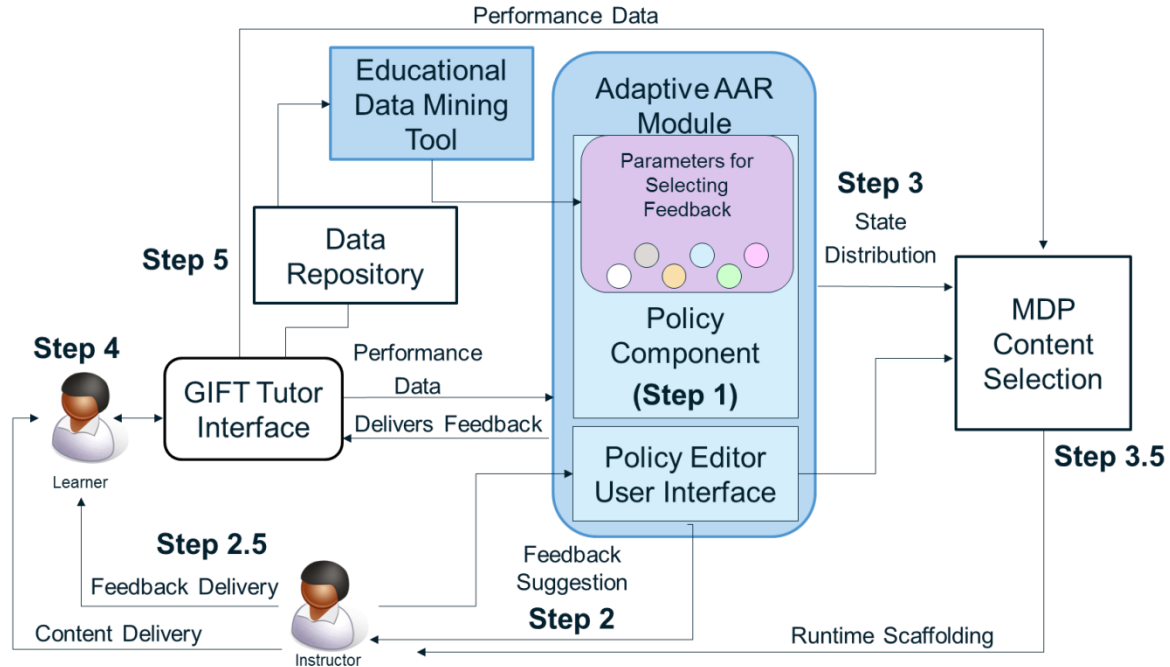 Performance Data
Educational
Data Mining
Tool
Adaptive AAR
Module
Parameters for
Selecting
Feedback
Step 3
State
Distribution
Data
Repository
Step 5
MDP
Content
Selection
Policy
Component
(Step 1)
Step 4
Performance
Data
GIFT Tutor
Interface
Delivers Feedback
Learner
Policy Editor
User Interface
Step 3.5
Step 2.5
Feedback Delivery
Feedback
Suggestion
Step 2
Content Delivery
Instructor
Runtime Scaffolding